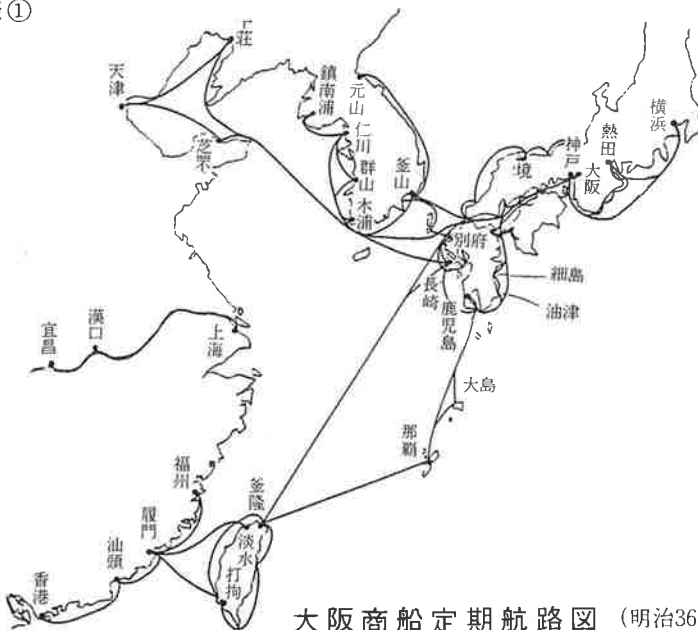 ①
荘
天津
芝罘
鎮南浦
元山
仁川
群山
木浦
釜山
境
神戸
大阪
熱田
横浜
別府
長崎
鹿児島
細島
油津
大島
那覇
宜昌
漢口
上海
福州
厦門
汕頭
香港
釜隆
淡水
打拘
大阪商船定期航路図 (明治36